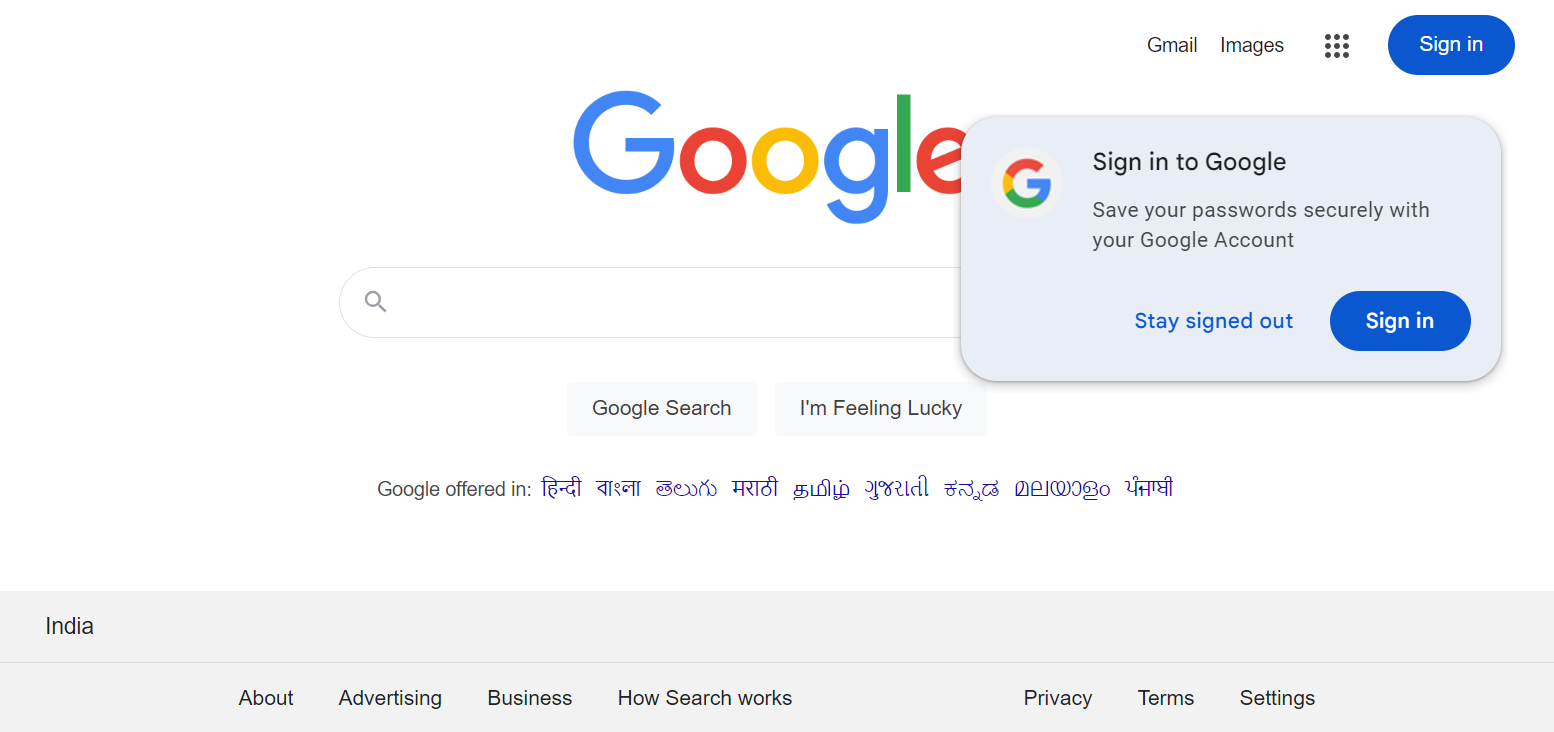 Gmail Images Sign in
Google
Sign in to Google
Save your passwords securely with
your Google Account
Stay signed out Sign in
Google Search I'm Feeling Lucky
Google offered in: हिन्दी বাংলা తెలుగు मराठी தமிழ் ગુજરાતી ಕನ್ನಡ മലയാളം ਪੰਜਾਬੀ
India
About Advertising Business How Search works Privacy Terms Settings